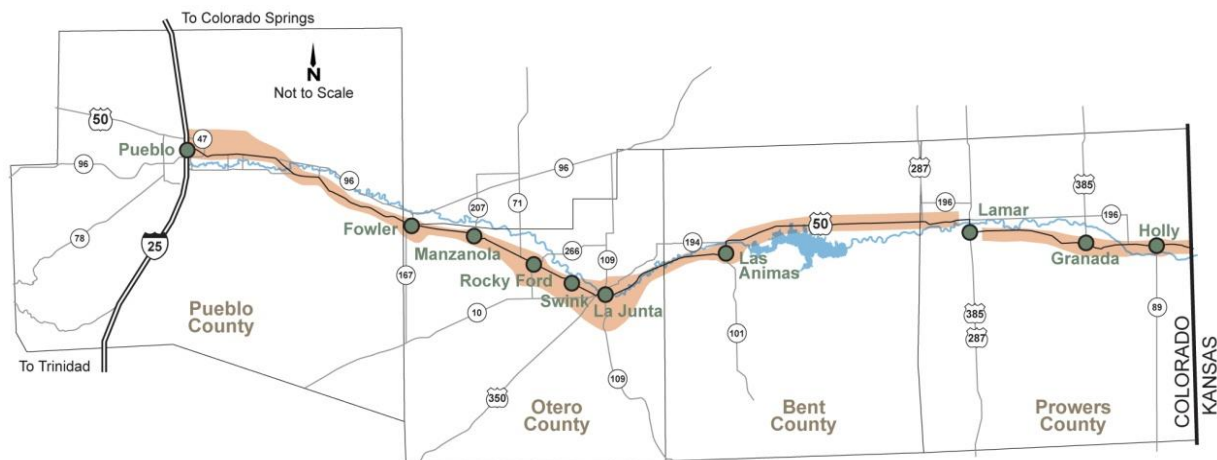 To Colorado Springs
N
Not to Scale
50
47
Pueblo
96
96
78
25
To Trinidad
Pueblo
County
Fowler
167
96
207
71
Manzanola
266
109
Rocky Ford
Swink
La Junta
194
10
350
109
Otero
County
Las
Animas
101
50
287
Bent
County
196
Lamar
385
196
Holly
Granada
385
287
89
Prowers
County
COLORADO
KANSAS